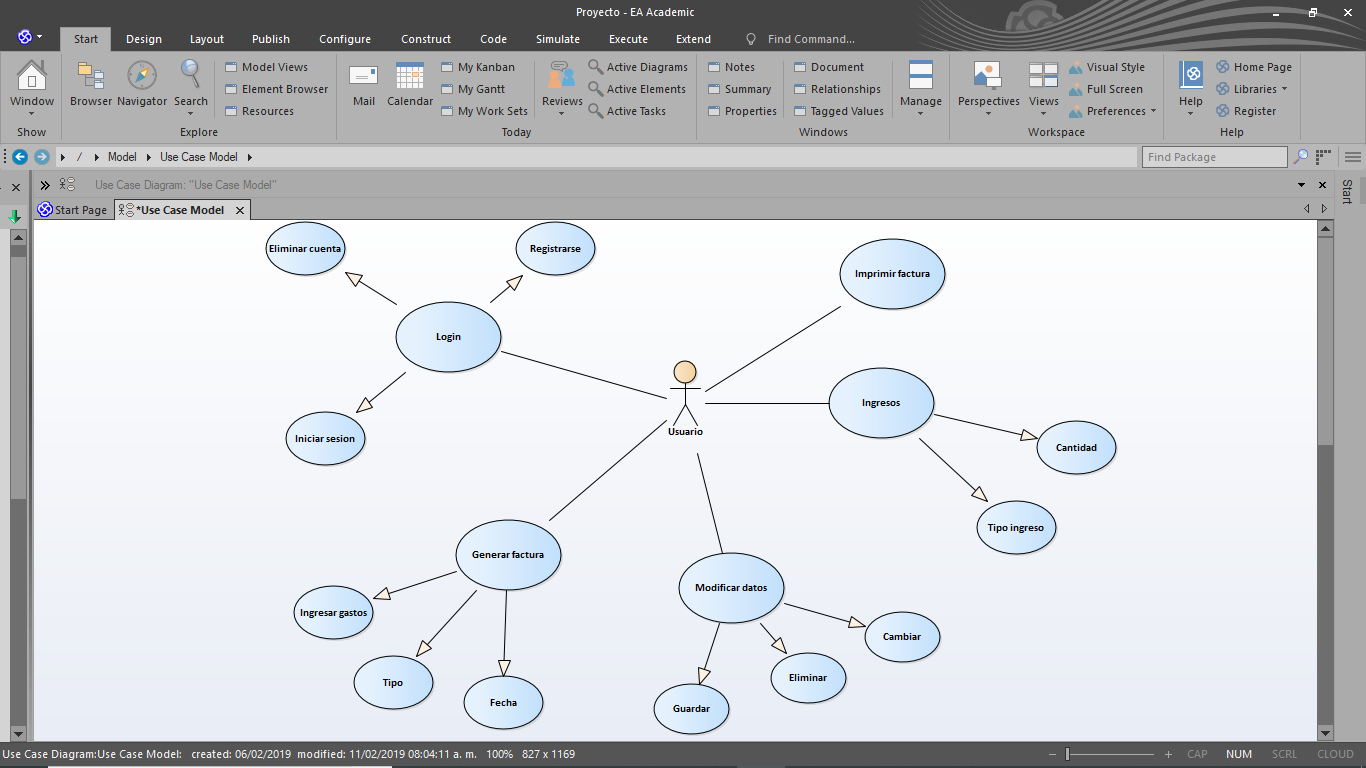 Proyecto - EA Academic
Start Design Layout Publish Configure Construct Code Simulate Execute Extend Find Command...
Window
Show
Browser
Navigator
Search
Model Views
Element Browser
Resources
Explore
Mail
Calendar
My Kanban
My Gantt
My Work Sets
Today
Reviews
Active Diagrams
Active Elements
Active Tasks
Notes
Summary
Properties
Document
Relationships
Tagged Values
Windows
Manage
Perspectives
Views
Visual Style
Full Screen
Preferences
Workspace
Help
Home Page
Libraries
Register
Help
/ Model Use Case Model
Find Package
Use Case Diagram: "Use Case Model"
Start
Start Page
*Use Case Model
Eliminar cuenta
Registrarse
Imprimir factura
Login
Ingresos
Usuario
Iniciar sesion
Cantidad
Tipo ingreso
Generar factura
Modificar datos
Ingresar gastos
Cambiar
Tipo
Eliminar
Fecha
Guardar
Use Case Diagram:Use Case Model: created: 06/02/2019 modified: 11/02/2019 08:04:11 a. m. 100% 827 x 1169
CAP NUM SCRL CLOUD